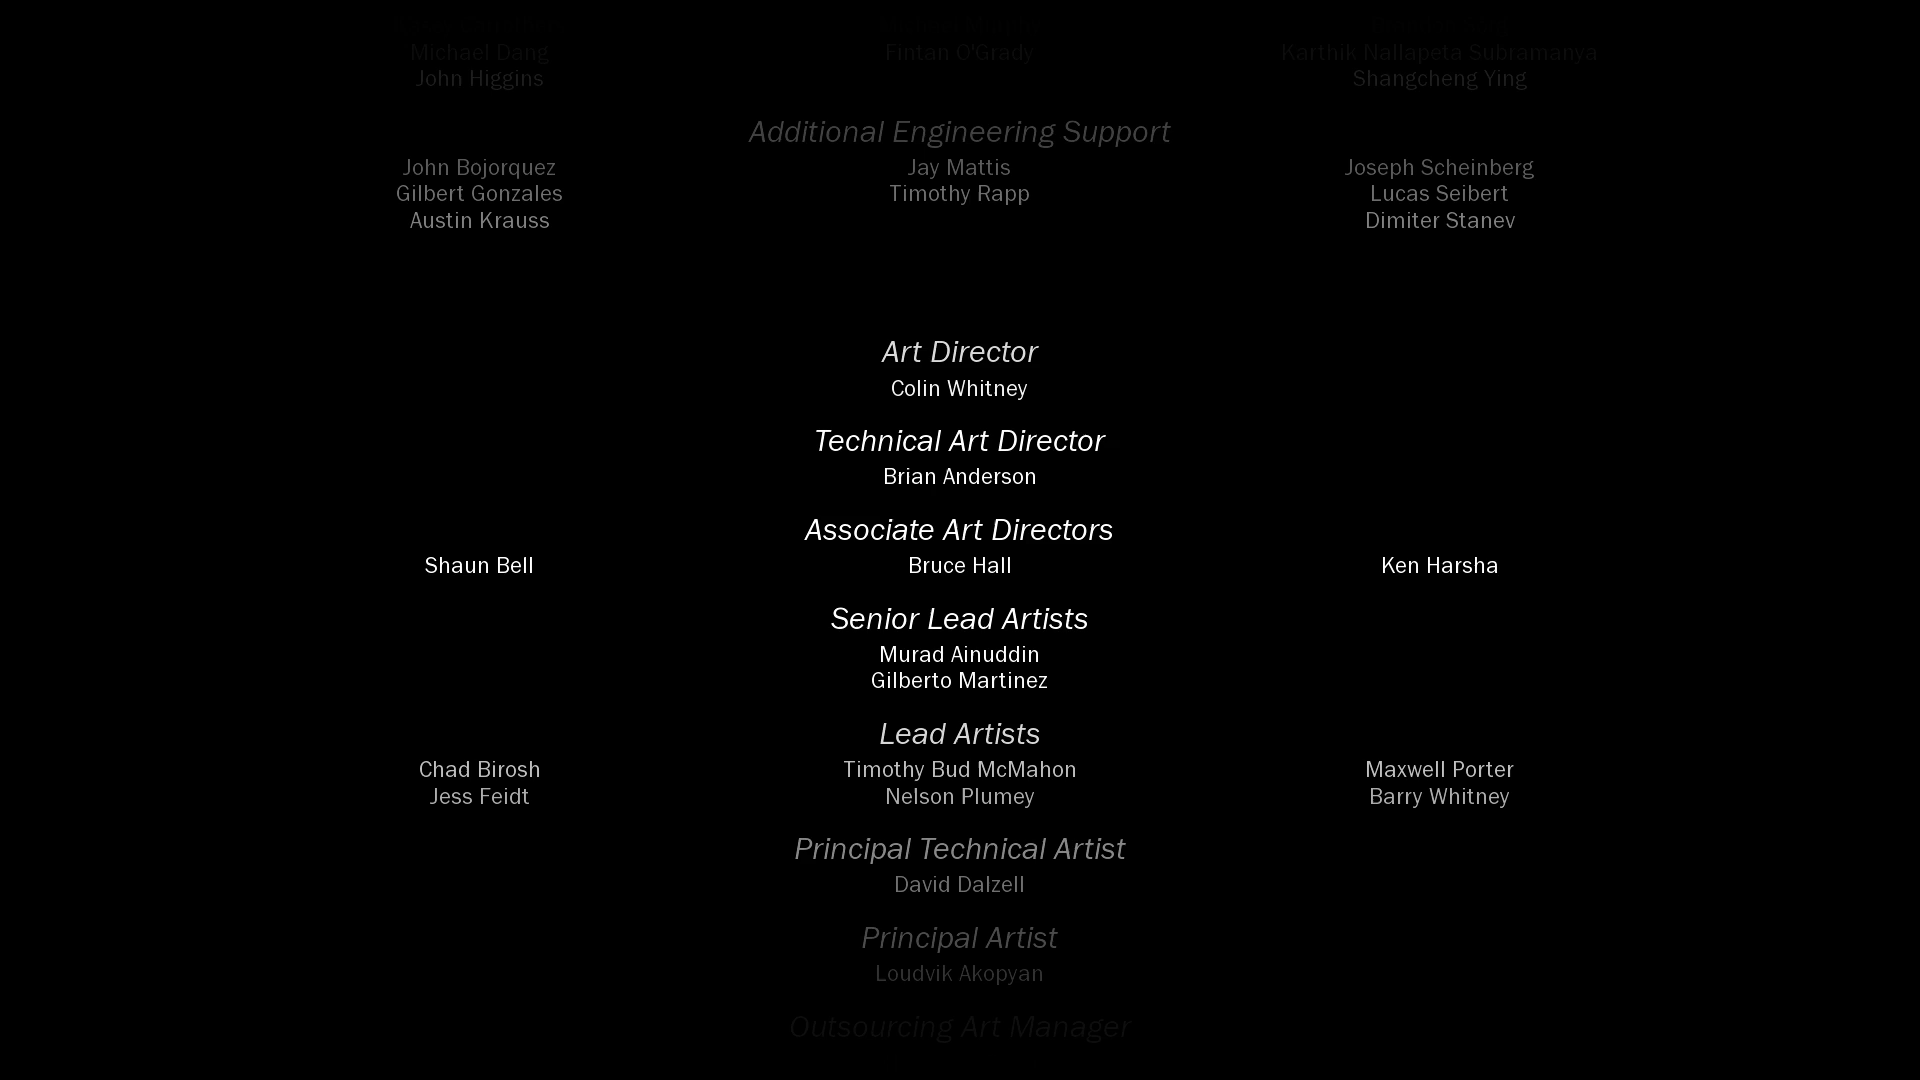 Michael Dang Fintan O'Grady Karthik Nallapeta Subramanya
John Higgins Shangcheng Ying
Additional Engineering Support
John Bojorquez Jay Mattis Joseph Scheinberg
Gilbert Gonzales Timothy Rapp Lucas Seibert
Austin Krauss Dimiter Stanev
Art Director
Colin Whitney
Technical Art Director
Brian Anderson
Associate Art Directors
Shaun Bell Bruce Hall Ken Harsha
Senior Lead Artists
Murad Ainuddin
Gilberto Martinez
Lead Artists
Chad Birosh Timothy Bud McMahon Maxwell Porter
Jess Feidt Nelson Plumey Barry Whitney
Principal Technical Artist
David Dalzell
Principal Artist
Loudvik Akopyan
Outsourcing Art Manager